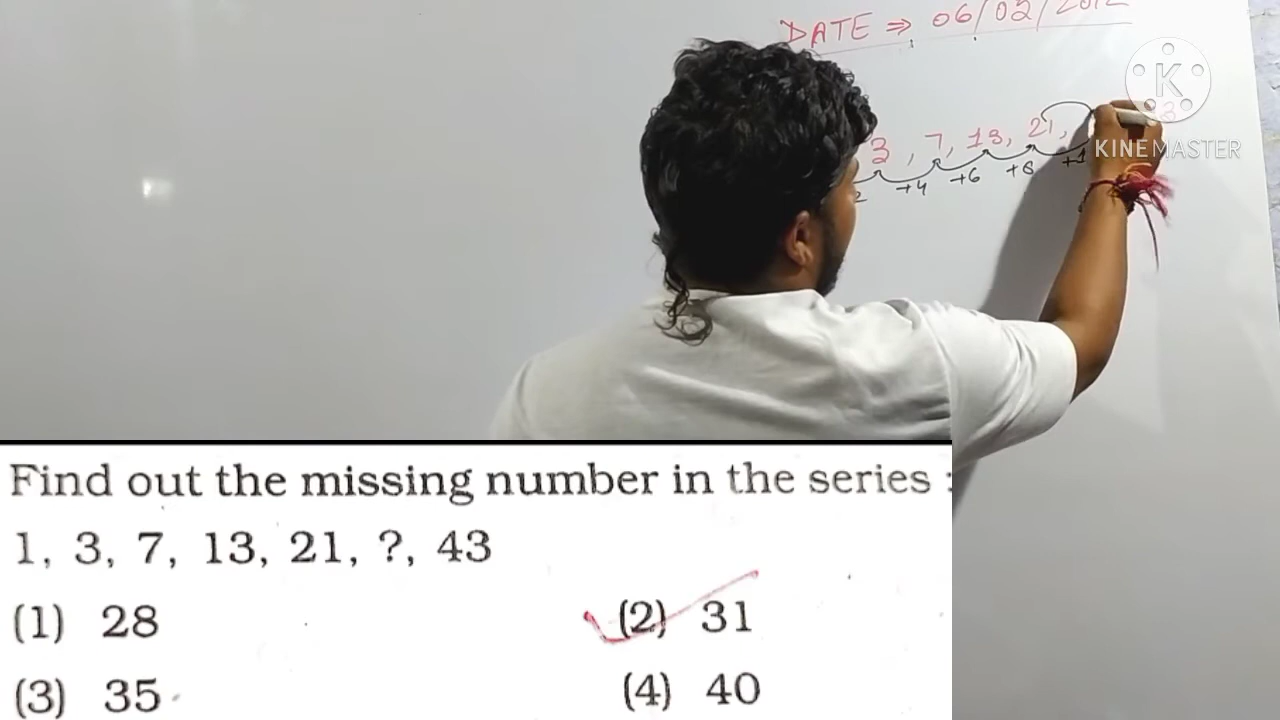 DATE ⇒ 06/02/2012
K
KINEMASTER
3, 7, 13, 21,
+4 +6 +8
Find out the missing number in the series :
1, 3, 7, 13, 21, ?, 43
(1) 28 (2) 31
(3) 35 (4) 40